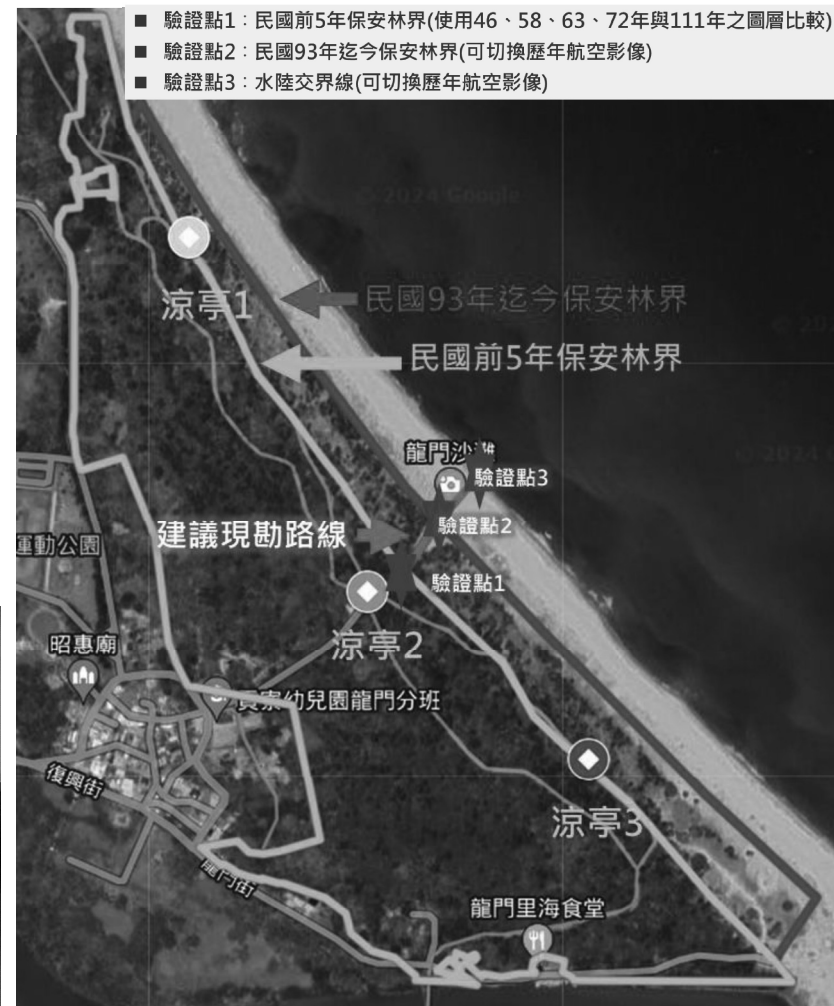 ■ 驗證點1：民國前5年保安林界(使用46、58、63、72年與111年之圖層比較)
■ 驗證點2：民國93年迄今保安林界(可切換歷年航空影像)
■ 驗證點3：水陸交界線(可切換歷年航空影像)
© 2024 Google
涼亭1
民國93年迄今保安林界
民國前5年保安林界
龍門沙灘
驗證點3
建議現勘路線
驗證點2
運動公園
驗證點1
涼亭2
昭惠廟
貢寮幼兒園龍門分班
復興街
涼亭3
龍門街
龍門里海食堂